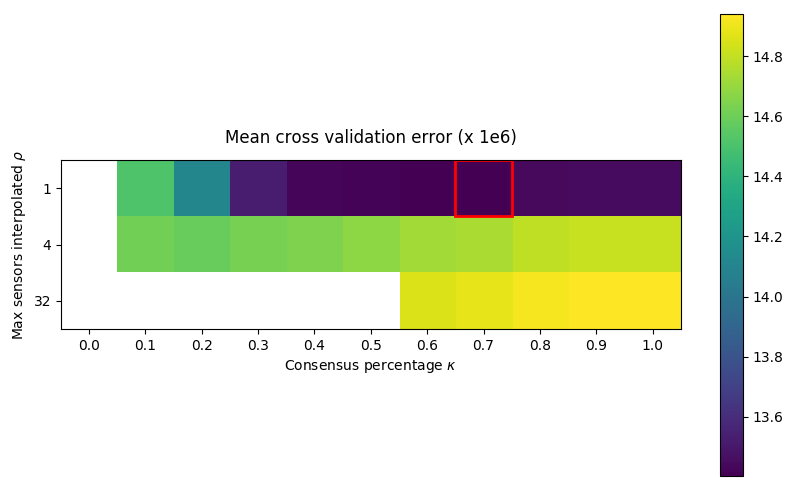 Mean cross validation error (x 1e6)
Max sensors interpolated ρ
1
4
32
0.0 0.1 0.2 0.3 0.4 0.5 0.6 0.7 0.8 0.9 1.0
Consensus percentage κ
14.8
14.6
14.4
14.2
14.0
13.8
13.6